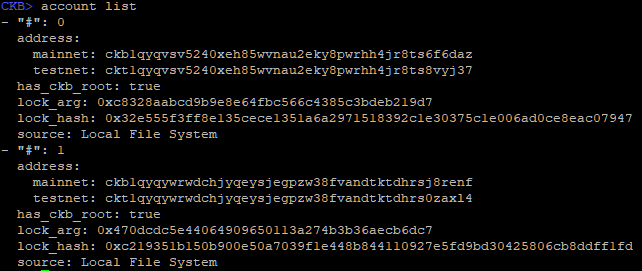 CKB> account list
- "#": 0
  address:
    mainnet: ckb1qyqvsv5240xeh85wvnau2eky8pwrhh4jr8ts6f6daz
    testnet: ckt1qyqvsv5240xeh85wvnau2eky8pwrhh4jr8ts8vyj37
  has_ckb_root: true
  lock_arg: 0xc8328aabcd9b9e8e64fbc566c4385c3bdeb219d7
  lock_hash: 0x32e555f3ff8e135cece1351a6a2971518392c1e30375c1e006ad0ce8eac07947
  source: Local File System
- "#": 1
  address:
    mainnet: ckb1qyqywrwdchjyqeysjegpzw38fvandtktdhrsj8renf
    testnet: ckt1qyqywrwdchjyqeysjegpzw38fvandtktdhrs0zaxl4
  has_ckb_root: true
  lock_arg: 0x470dcdc5e44064909650113a274b3b36aecb6dc7
  lock_hash: 0xc219351b150b900e50a7039f1e448b844110927e5fd9bd30425806cb8ddff1fd
  source: Local File System